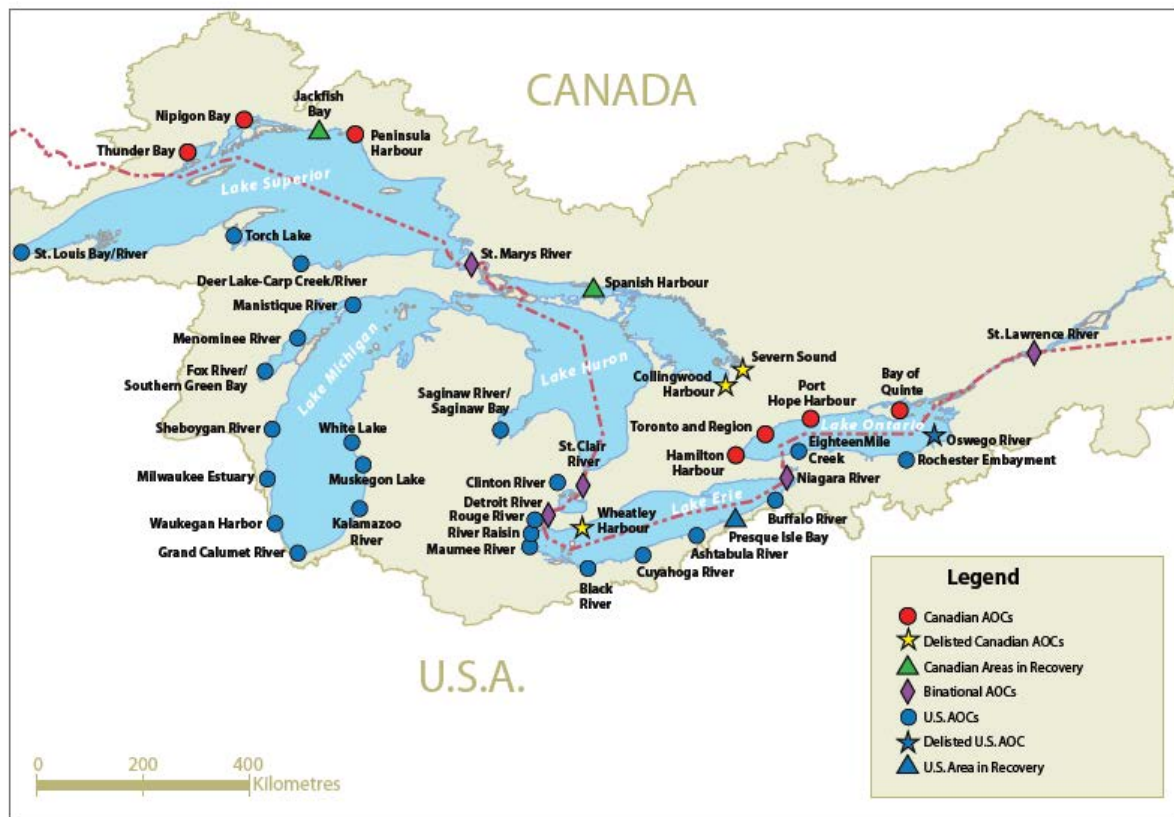 CANADA
Jackfish
Bay
Nipigon Bay
Peninsula
Harbour
Thunder Bay
Lake Superior
St. Louis Bay/River
Torch Lake
St. Marys River
Deer Lake-Carp Creek/River
Spanish Harbour
Manistique River
Menominee River
St. Lawrence River
Fox River/
Southern Green Bay
Lake Michigan
Lake Huron
Severn Sound
Collingwood
Harbour
Port
Hope Harbour
Bay of
Quinte
Saginaw River/
Saginaw Bay
Sheboygan River
White Lake
Toronto and Region
Lake Ontario
EighteenMile
Creek
Oswego River
Hamilton
Harbour
Rochester Embayment
St. Clair
River
Milwaukee Estuary
Muskegon Lake
Clinton River
Niagara River
Detroit River
Lake Erie
Waukegan Harbor
Kalamazoo
River
Rouge River
Wheatley
Harbour
Buffalo River
River Raisin
Presque Isle Bay
Grand Calumet River
Maumee River
Ashtabula River
Cuyahoga River
Black
River
U.S.A.
Legend
Canadian AOCs
Delisted Canadian AOCs
Canadian Areas in Recovery
Binational AOCs
U.S. AOCs
Delisted U.S. AOC
U.S. Area in Recovery
0 200 400
Kilometres